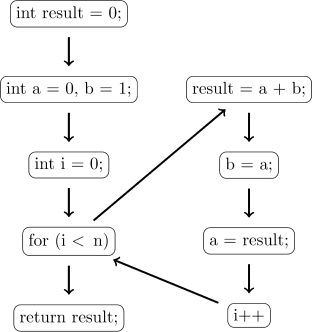 int result = 0;
int a = 0, b = 1;
int i = 0;
for (i < n)
return result;
result = a + b;
b = a;
a = result;
i++